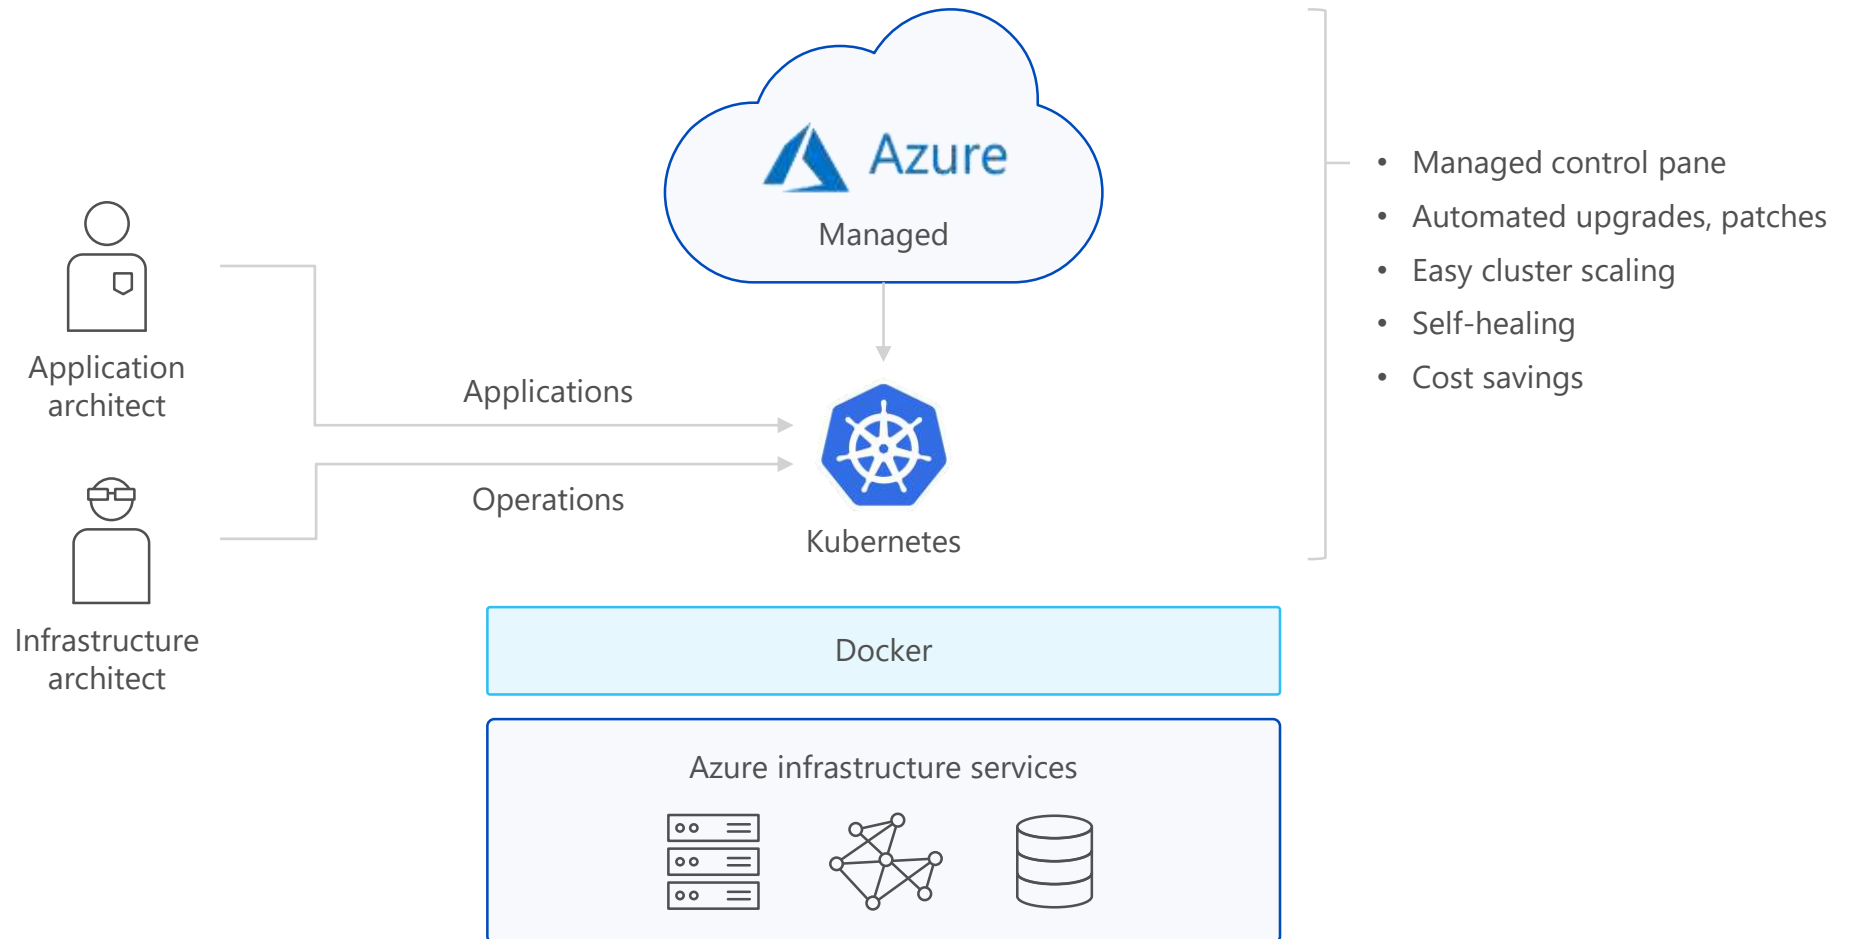 Azure
Managed
• Managed control pane
• Automated upgrades, patches
• Easy cluster scaling
• Self-healing
• Cost savings
Application
architect
Applications
Operations
Kubernetes
Infrastructure
architect
Docker
Azure infrastructure services